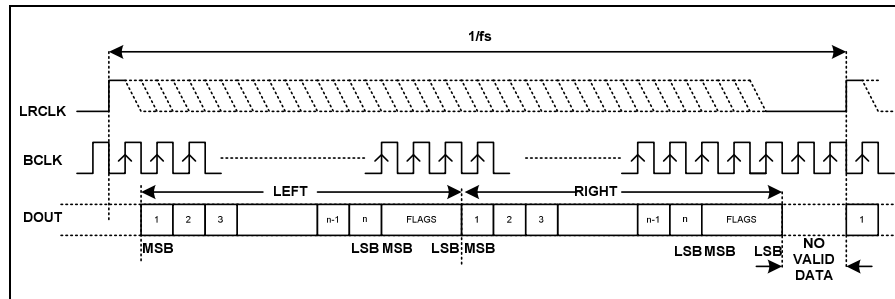 1/fs
LRCLK
BCLK
LEFT RIGHT
DOUT 1 2 3 n-1 n FLAGS 1 2 3 n-1 n FLAGS 1
MSB LSB MSB LSB MSB LSB MSB LSB
NO
VALID
DATA